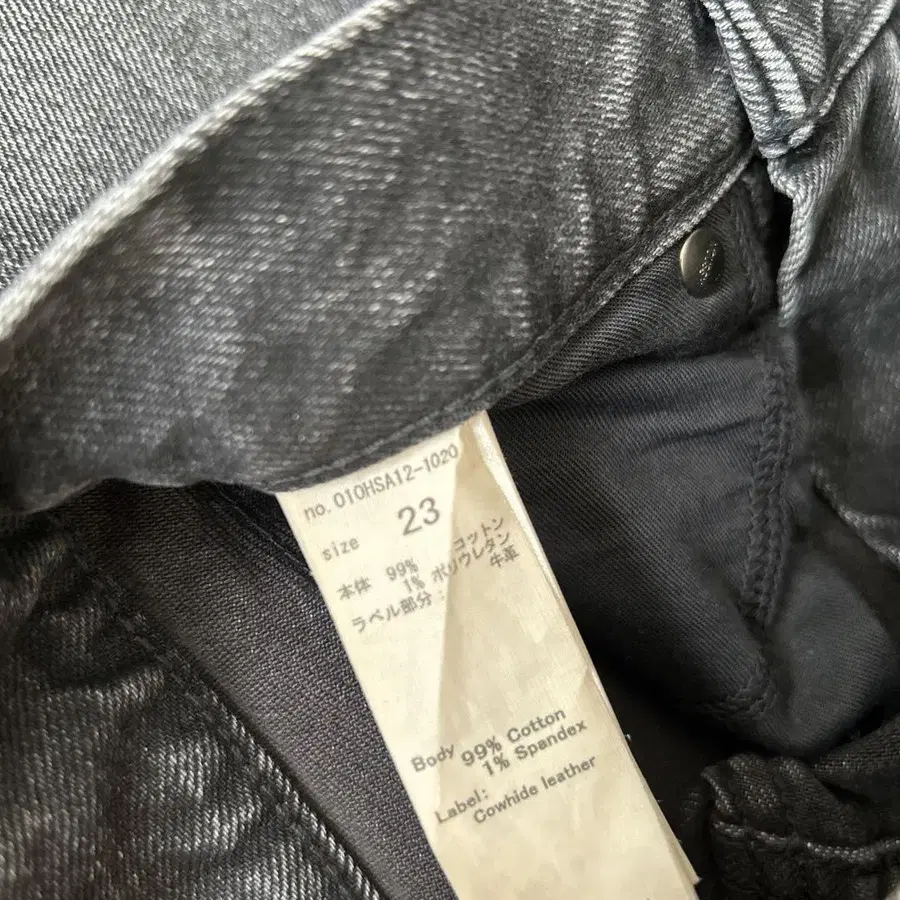 no.010HSA12-1020
size 23
本体 99% コットン
1% ポリウレタン
ラベル部分： 牛革
Body 99% Cotton
1% Spandex
Label:
Cowhide leather